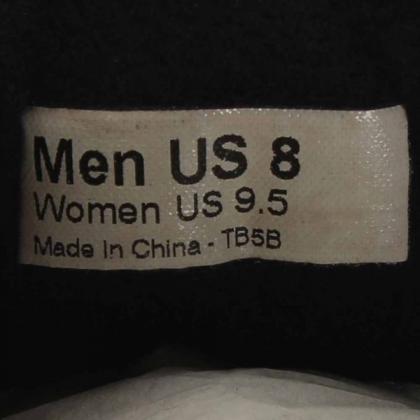 Men US 8
Women US 9.5
Made In China - TB5B